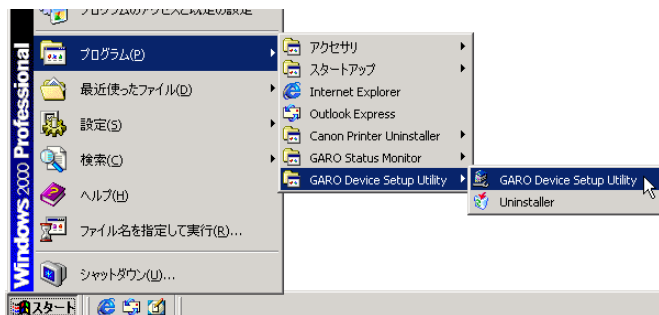 プログラムのアクセスと既定の設定
プログラム(P)
最近使ったファイル(D)
設定(S)
検索(C)
ヘルプ(H)
ファイル名を指定して実行(R)...
シャットダウン(U)...
Windows 2000 Professional
スタート
アクセサリ
スタートアップ
Internet Explorer
Outlook Express
Canon Printer Uninstaller
GARO Status Monitor
GARO Device Setup Utility
GARO Device Setup Utility
Uninstaller